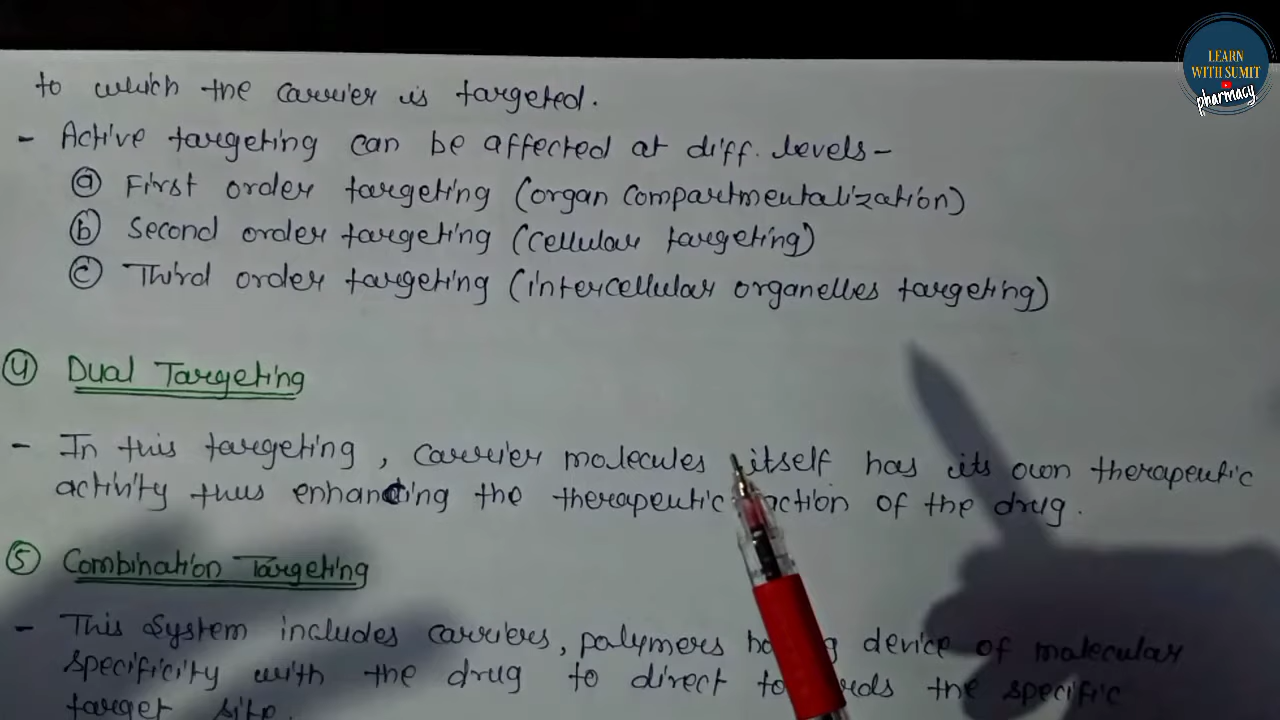 LEARN
WITH SUMIT
pharmacy
to which the carrier is targeted.
- Active targeting can be affected at diff. levels-
ⓐ First order targeting (organ compartmentalization)
ⓑ Second order targeting (cellular targeting)
ⓒ Third order targeting (intercellular organelles targeting)
④ Dual Targeting
- In this targeting, carrier molecules itself has its own therapeutic
activity thus enhancing the therapeutic action of the drug.
⑤ Combination Targeting
- This system includes carriers, polymers device of molecular
specificity with the drug to direct the specific
target site.